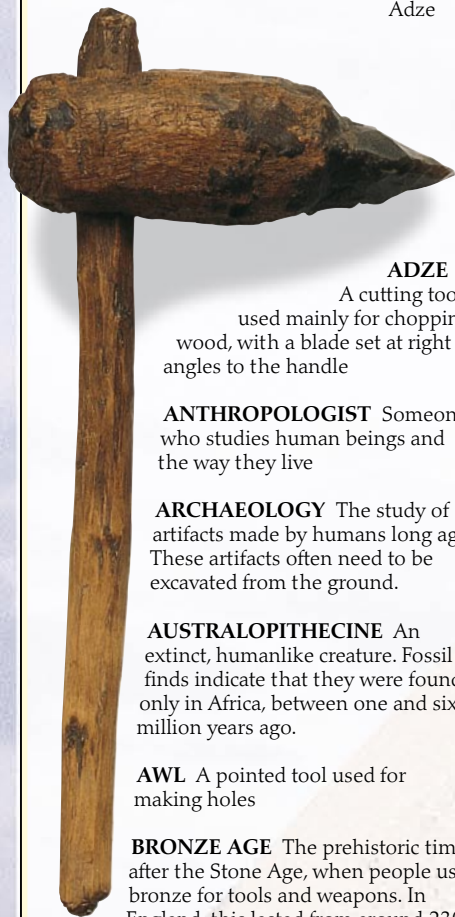 Adze
ADZE
A cutting too
used mainly for choppin
wood, with a blade set at right
angles to the handle
ANTHROPOLOGIST Someon
who studies human beings and
the way they live
ARCHAEOLOGY The study of
artifacts made by humans long ag
These artifacts often need to be
excavated from the ground.
AUSTRALOPITHECINE An
extinct, humanlike creature. Fossil
finds indicate that they were found
only in Africa, between one and six
million years ago.
AWL A pointed tool used for
making holes
BRONZE AGE The prehistoric tim
after the Stone Age, when people us
bronze for tools and weapons. In
England, this lasted from around